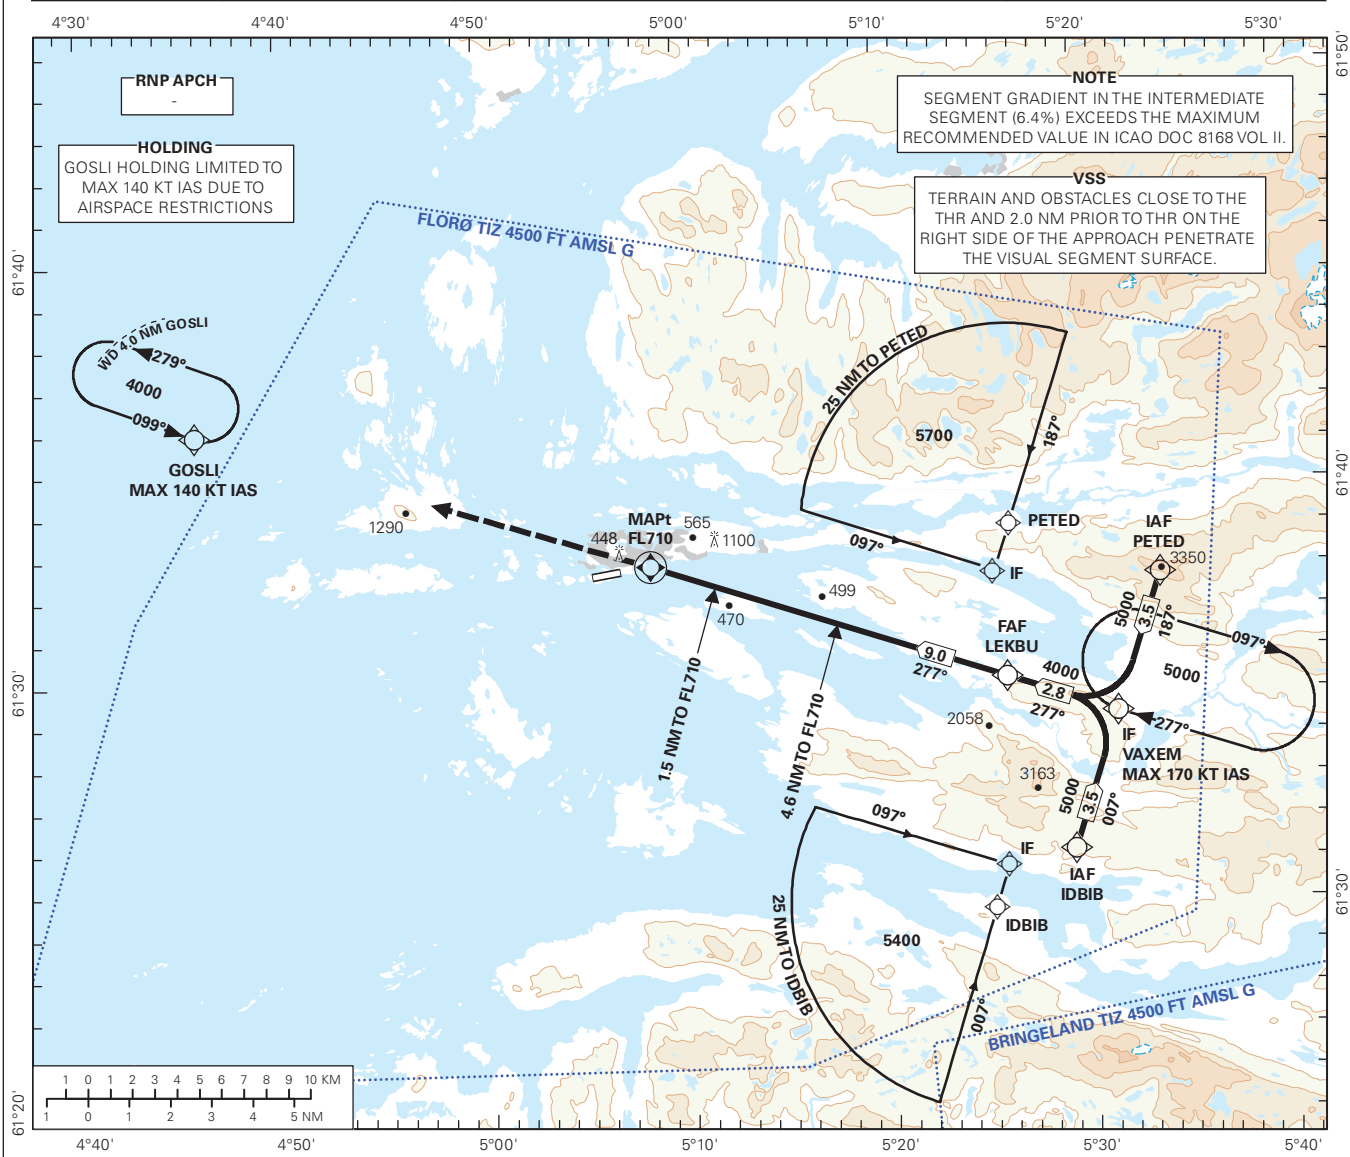 4°30' 4°40' 4°50' 5°00' 5°10' 5°20' 5°30'
61°50'
RNP APCH
-
HOLDING
GOSLI HOLDING LIMITED TO
MAX 140 KT IAS DUE TO
AIRSPACE RESTRICTIONS
NOTE
SEGMENT GRADIENT IN THE INTERMEDIATE
SEGMENT (6.4%) EXCEEDS THE MAXIMUM
RECOMMENDED VALUE IN ICAO DOC 8168 VOL II.
VSS
TERRAIN AND OBSTACLES CLOSE TO THE
THR AND 2.0 NM PRIOR TO THR ON THE
RIGHT SIDE OF THE APPROACH PENETRATE
THE VISUAL SEGMENT SURFACE.
FLORØ TIZ 4500 FT AMSL G
61°40'
WD 4.0 NM GOSLI
279°
4000
099°
GOSLI
MAX 140 KT IAS
25 NM TO PETED
5700
187°
097°
PETED
IF
61°40'
1290
448
MAPt
FL710
565
1100
499
470
IAF
PETED
3350
5000
3.5
187°
097°
5000
277°
FAF
LEKBU
9.0
277°
4000
2.8
277°
IF
VAXEM
MAX 170 KT IAS
1.5 NM TO FL710
4.6 NM TO FL710
2058
3163
5000
3.5
007°
IAF
IDBIB
61°30'
097°
IF
IDBIB
25 NM TO IDBIB
5400
007°
61°30'
BRINGELAND TIZ 4500 FT AMSL G
1 0 1 2 3 4 5 6 7 8 9 10 KM
1 0 1 2 3 4 5 NM
61°20'
4°40' 4°50' 5°00' 5°10' 5°20' 5°30' 5°40'